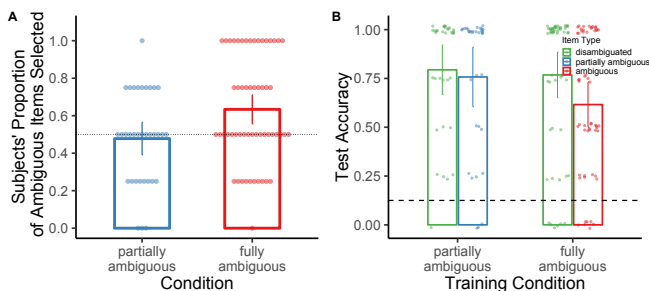 A
Subjects' Proportion
of Ambiguous Items Selected
1.0
0.8
0.6
0.4
0.2
0.0
partially
ambiguous
fully
ambiguous
Condition
B
Test Accuracy
1.00
0.75
0.50
0.25
0.00
Item Type
disambiguated
partially ambiguous
ambiguous
partially
ambiguous
fully
ambiguous
Training Condition